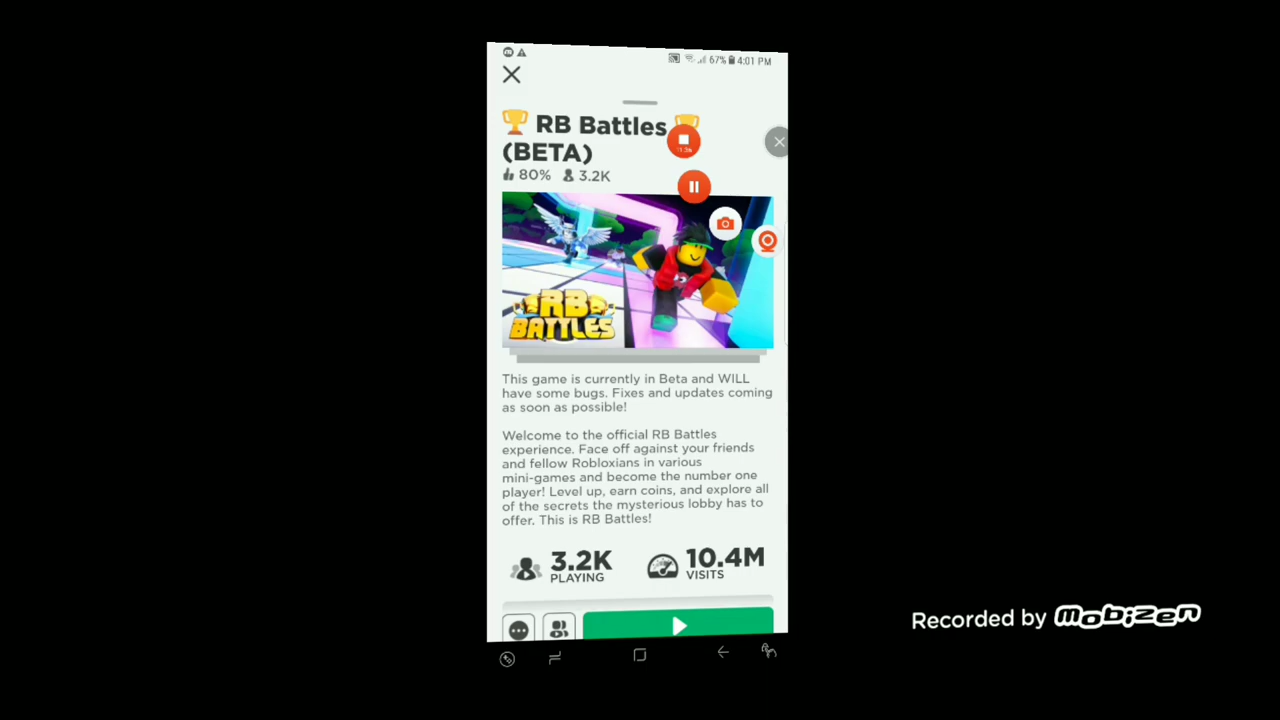 67% 4:01 PM
RB Battles
(BETA)
80% 3.2K
RB
BATTLES
This game is currently in Beta and WILL
have some bugs. Fixes and updates coming
as soon as possible!
Welcome to the official RB Battles
experience. Face off against your friends
and fellow Robloxians in various
mini-games and become the number one
player! Level up, earn coins, and explore all
of the secrets the mysterious lobby has to
offer. This is RB Battles!
3.2K
PLAYING
10.4M
VISITS
Recorded by mobizen